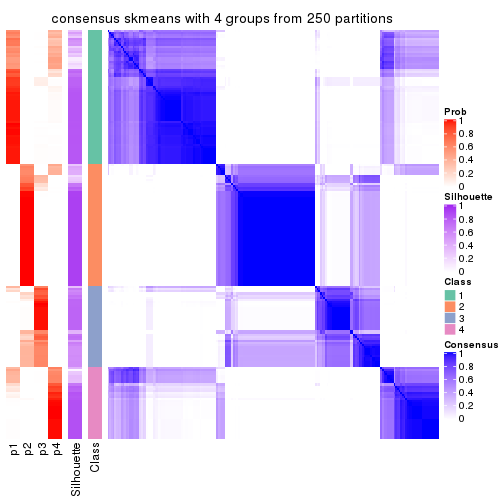 consensus skmeans with 4 groups from 250 partitions
Prob
1
0.8
0.6
0.4
0.2
0
Silhouette
1
0.8
0.6
0.4
0.2
0
Class
1
2
3
4
Consensus
1
0.8
0.6
0.4
0.2
0
p1
p2
p3
p4
Silhouette
Class